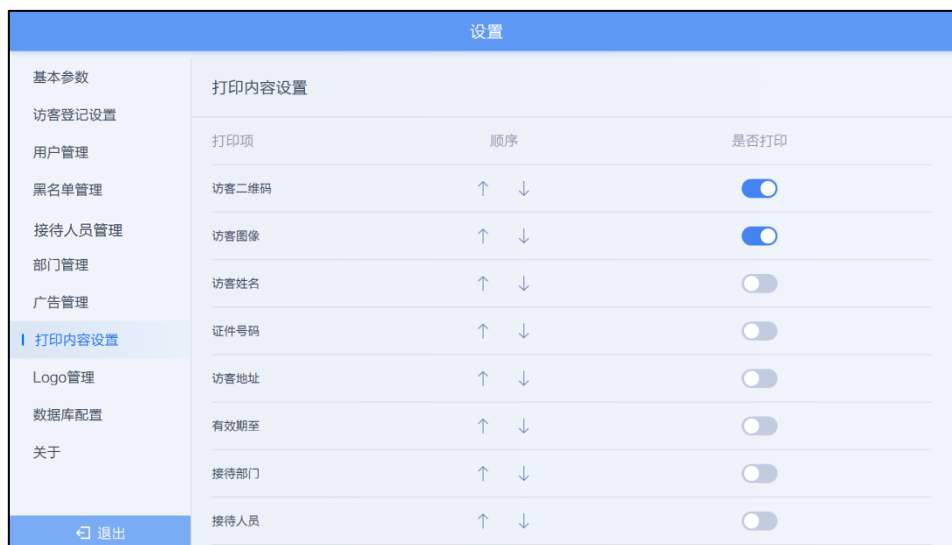 设置
基本参数
访客登记设置
用户管理
黑名单管理
接待人员管理
部门管理
广告管理
打印内容设置
Logo管理
数据库配置
关于
退出
打印内容设置
打印项 顺序 是否打印
访客二维码 ↑ ↓
访客图像 ↑ ↓
访客姓名 ↑ ↓
证件号码 ↑ ↓
访客地址 ↑ ↓
有效期至 ↑ ↓
接待部门 ↑ ↓
接待人员 ↑ ↓